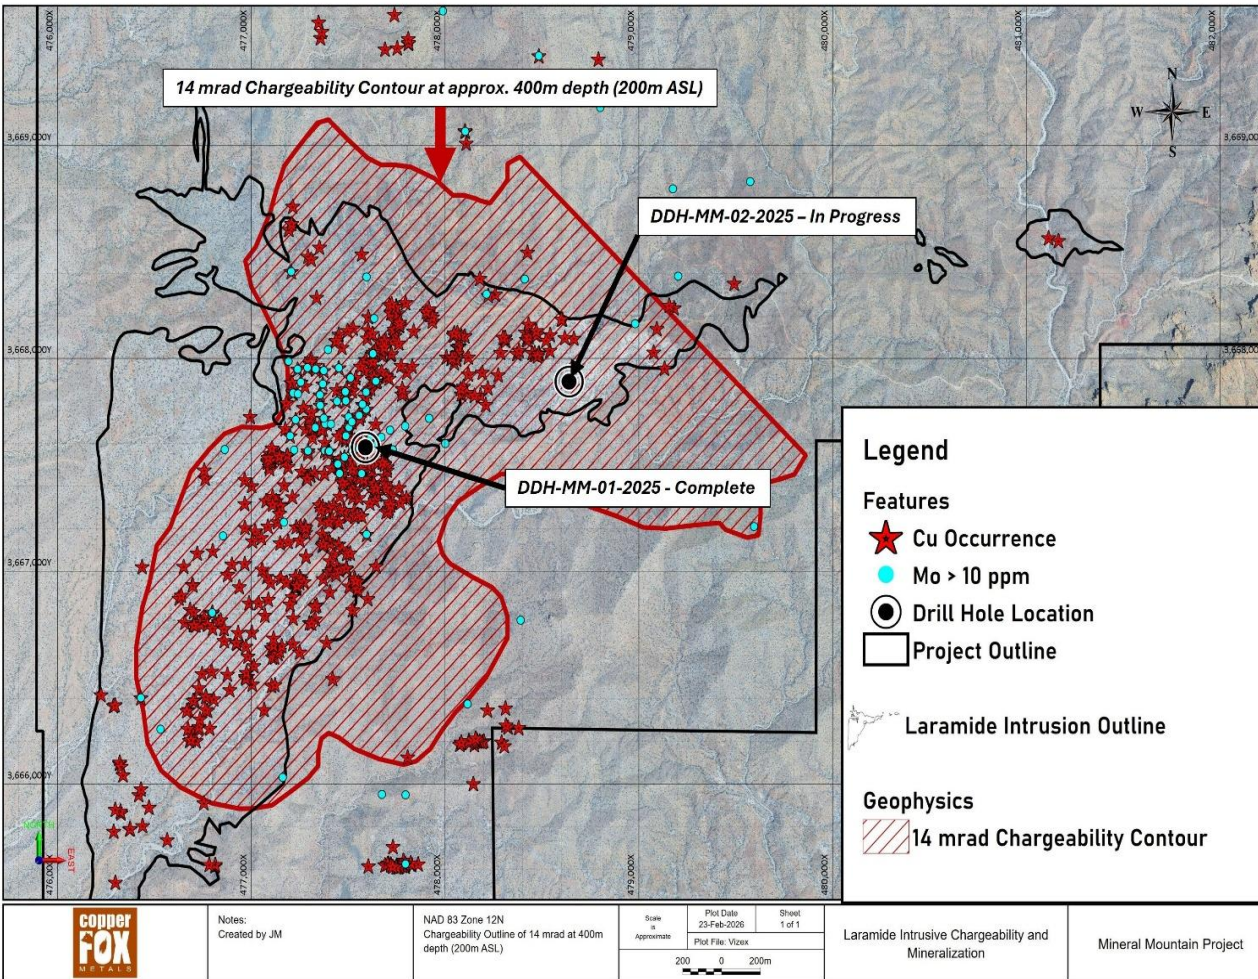 476,000X
477,000X
478,000X
479,000X
480,000X
481,000X
482,000X
14 mrad Chargeability Contour at approx. 400m depth (200m ASL)
N
W E
S
3,669,000Y
3,669,0
DDH-MM-02-2025 – In Progress
3,668,000Y
3,668,0
DDH-MM-01-2025 - Complete
3,667,000Y
3,666,000Y
Legend
Features
Cu Occurrence
Mo > 10 ppm
Drill Hole Location
Project Outline
Laramide Intrusion Outline
Geophysics
14 mrad Chargeability Contour
NORTH
EAST
476,000X
477,000X
478,000X
479,000X
480,000X
copper
FOX
METALS
Notes:
Created by JM
NAD 83 Zone 12N
Chargeability Outline of 14 mrad at 400m
depth (200m ASL)
Scale
is
Approximate
Plot Date
23-Feb-2026
Sheet
1 of 1
Plot File: Vizex
200 0 200m
Laramide Intrusive Chargeability and
Mineralization
Mineral Mountain Project